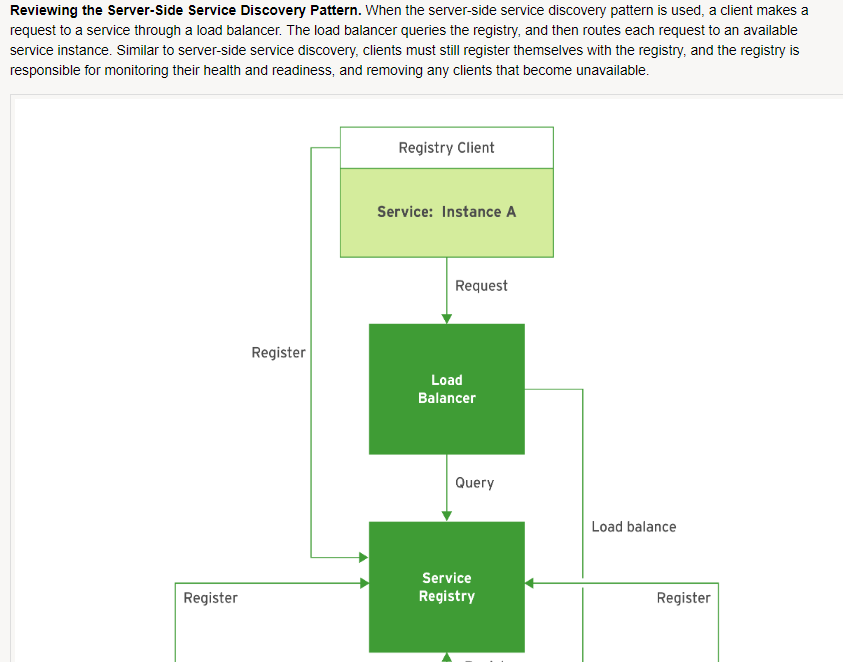 Reviewing the Server-Side Service Discovery Pattern. When the server-side service discovery pattern is used, a client makes a
request to a service through a load balancer. The load balancer queries the registry, and then routes each request to an available
service instance. Similar to server-side service discovery, clients must still register themselves with the registry, and the registry is
responsible for monitoring their health and readiness, and removing any clients that become unavailable.
Registry Client
Service: Instance A
Request
Register
Load
Balancer
Query
Load balance
Service
Registry
Register
Register